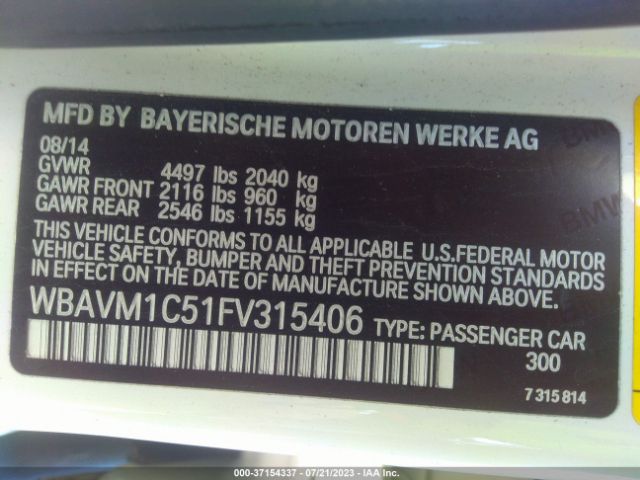 MFD BY BAYERISCHE MOTOREN WERKE AG
08/14
GVWR 4497 lbs 2040 kg
GAWR FRONT 2116 lbs 960 kg
GAWR REAR 2546 lbs 1155 kg
THIS VEHICLE CONFORMS TO ALL APPLICABLE U.S.FEDERAL MOTOR
VEHICLE SAFETY, BUMPER AND THEFT PREVENTION STANDARDS
IN EFFECT ON THE DATE OF MANUFACTURE SHOWN ABOVE.
WBAVM1C51FV315406 TYPE: PASSENGER CAR
300
7 315 814
BMW
000-37154337 - 07/21/2023 - IAA Inc.